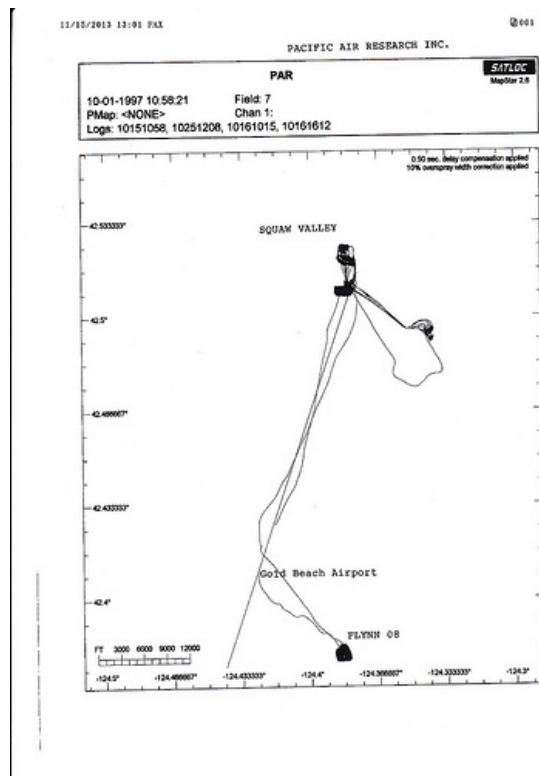 11/15/2013 13:01 FAX
001
PACIFIC AIR RESEARCH INC.
PAR
SATLOC
MapStar 2.6
10-01-1997 10:58:21
Field: 7
PMap: <NONE>
Chan 1:
Logs: 10151058, 10251208, 10161015, 10161612
0.50 sec. delay compensation applied
10% overspray width correction applied
42.533333°
SQUAW VALLEY
42.5°
42.466667°
42.433333°
Gold Beach Airport
42.4°
FLYNN 08
FT 3000 6000 9000 12000
-124.5° -124.466667° -124.433333° -124.4° -124.366667° -124.333333° -124.3°